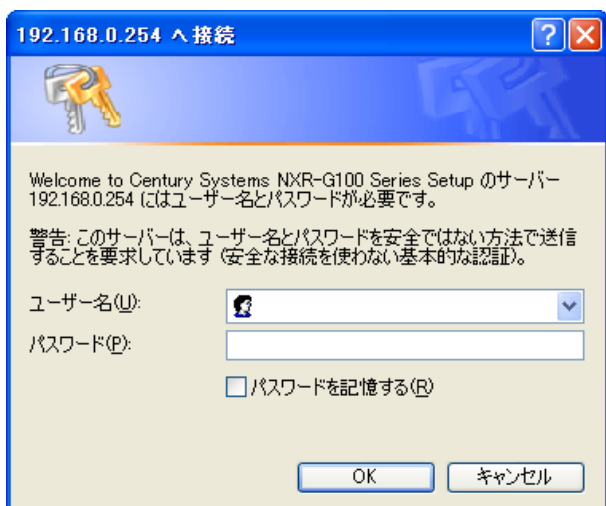 192.168.0.254 へ接続
Welcome to Century Systems NXR-G100 Series Setup のサーバー
192.168.0.254 にはユーザー名とパスワードが必要です。
警告: このサーバーは、ユーザー名とパスワードを安全ではない方法で送信
することを要求しています (安全な接続を使わない基本的な認証)。
ユーザー名(U):
パスワード(P):
パスワードを記憶する(R)
OK キャンセル